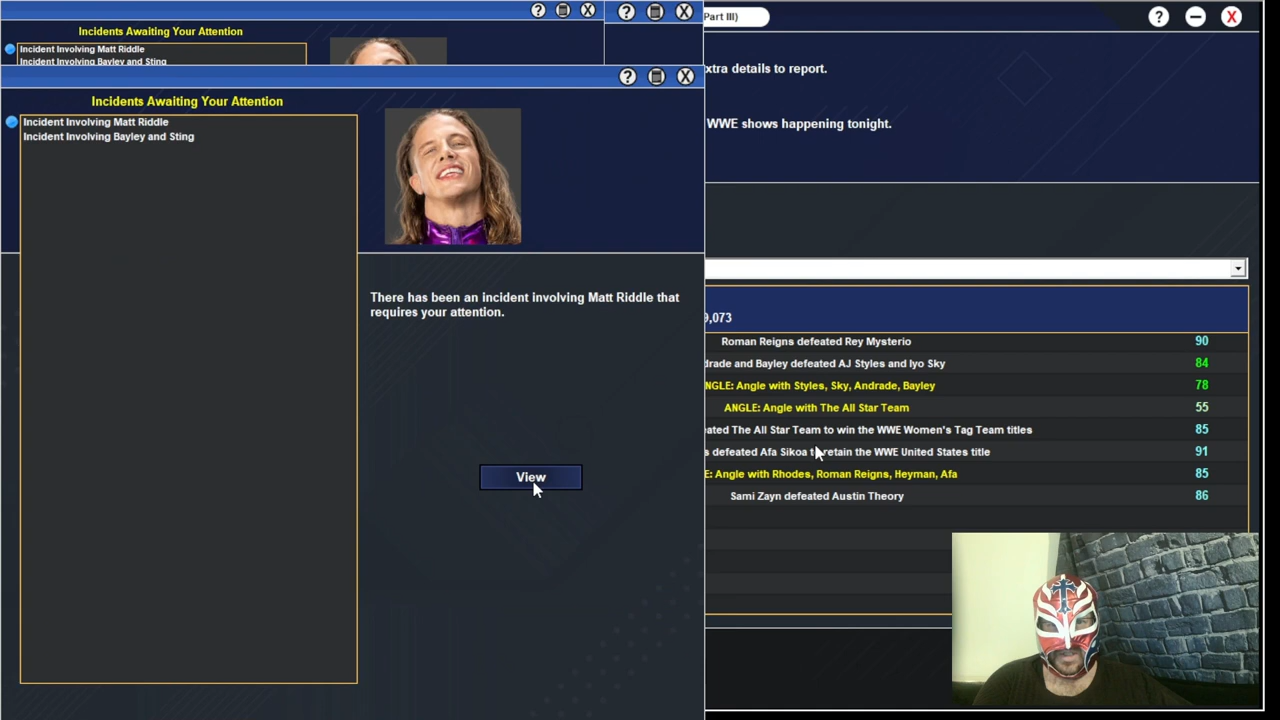 Incidents Awaiting Your Attention
Incident Involving Matt Riddle
Incident Involving Bayley and Sting
Incidents Awaiting Your Attention
Incident Involving Matt Riddle
Incident Involving Bayley and Sting
There has been an incident involving Matt Riddle that
requires your attention.
View
Part III)
xtra details to report.
WWE shows happening tonight.
9,073
Roman Reigns defeated Rey Mysterio 90
drade and Bayley defeated AJ Styles and Iyo Sky 84
NGLE: Angle with Styles, Sky, Andrade, Bayley 78
ANGLE: Angle with The All Star Team 55
eated The All Star Team to win the WWE Women's Tag Team titles 85
s defeated Afa Sikoa to retain the WWE United States title 91
E: Angle with Rhodes, Roman Reigns, Heyman, Afa 85
Sami Zayn defeated Austin Theory 86